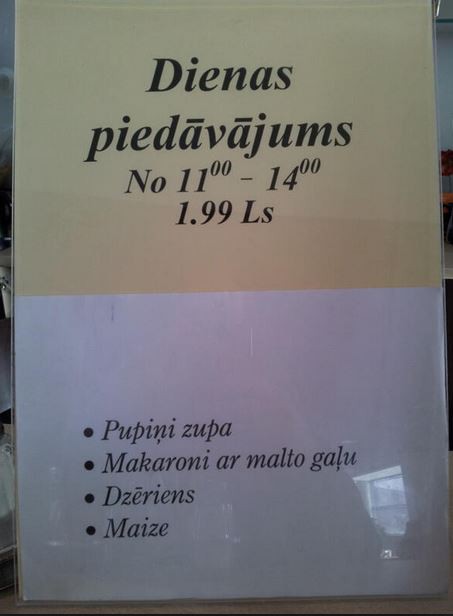 Dienas
piedāvājums
No 11⁰⁰ - 14⁰⁰
1.99 Ls
• Pupiņi zupa
• Makaroni ar malto gaļu
• Dzēriens
• Maize